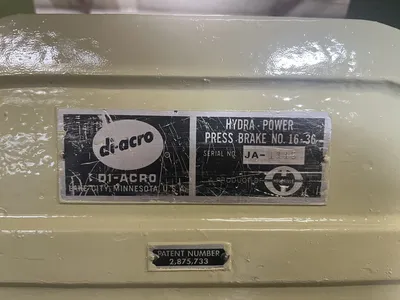 di-acro
DI-ACRO
LAKE CITY, MINNESOTA, U.S.A.
HYDRA-POWER
PRESS BRAKE NO. 16-36
SERIAL NO. JA-
PATENT NUMBER
2,875,733